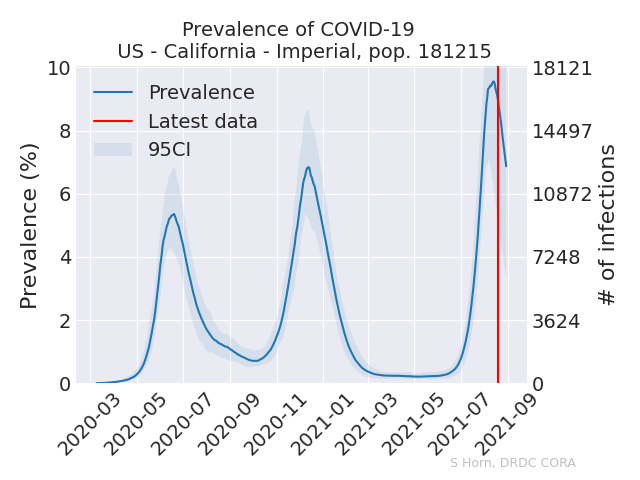 Prevalence of COVID-19
US - California - Imperial, pop. 181215
10 18121
Prevalence
8 14497
Latest data
95CI
6 10872
4 7248
2 3624
0 0
Prevalence (%)
# of infections
2020-03 2020-05 2020-07 2020-09 2020-11 2021-01 2021-03 2021-05 2021-07 2021-09
S Horn, DRDC CORA